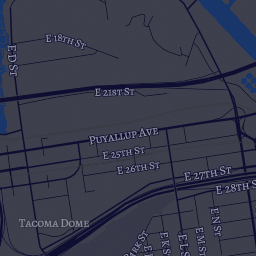 E 18th St
E D St
E 21st St
Puyallup Ave
E 25th St
E 26th St
E 27th St
E 28th St
Tacoma Dome
E N St
E M St
E L S
E K S